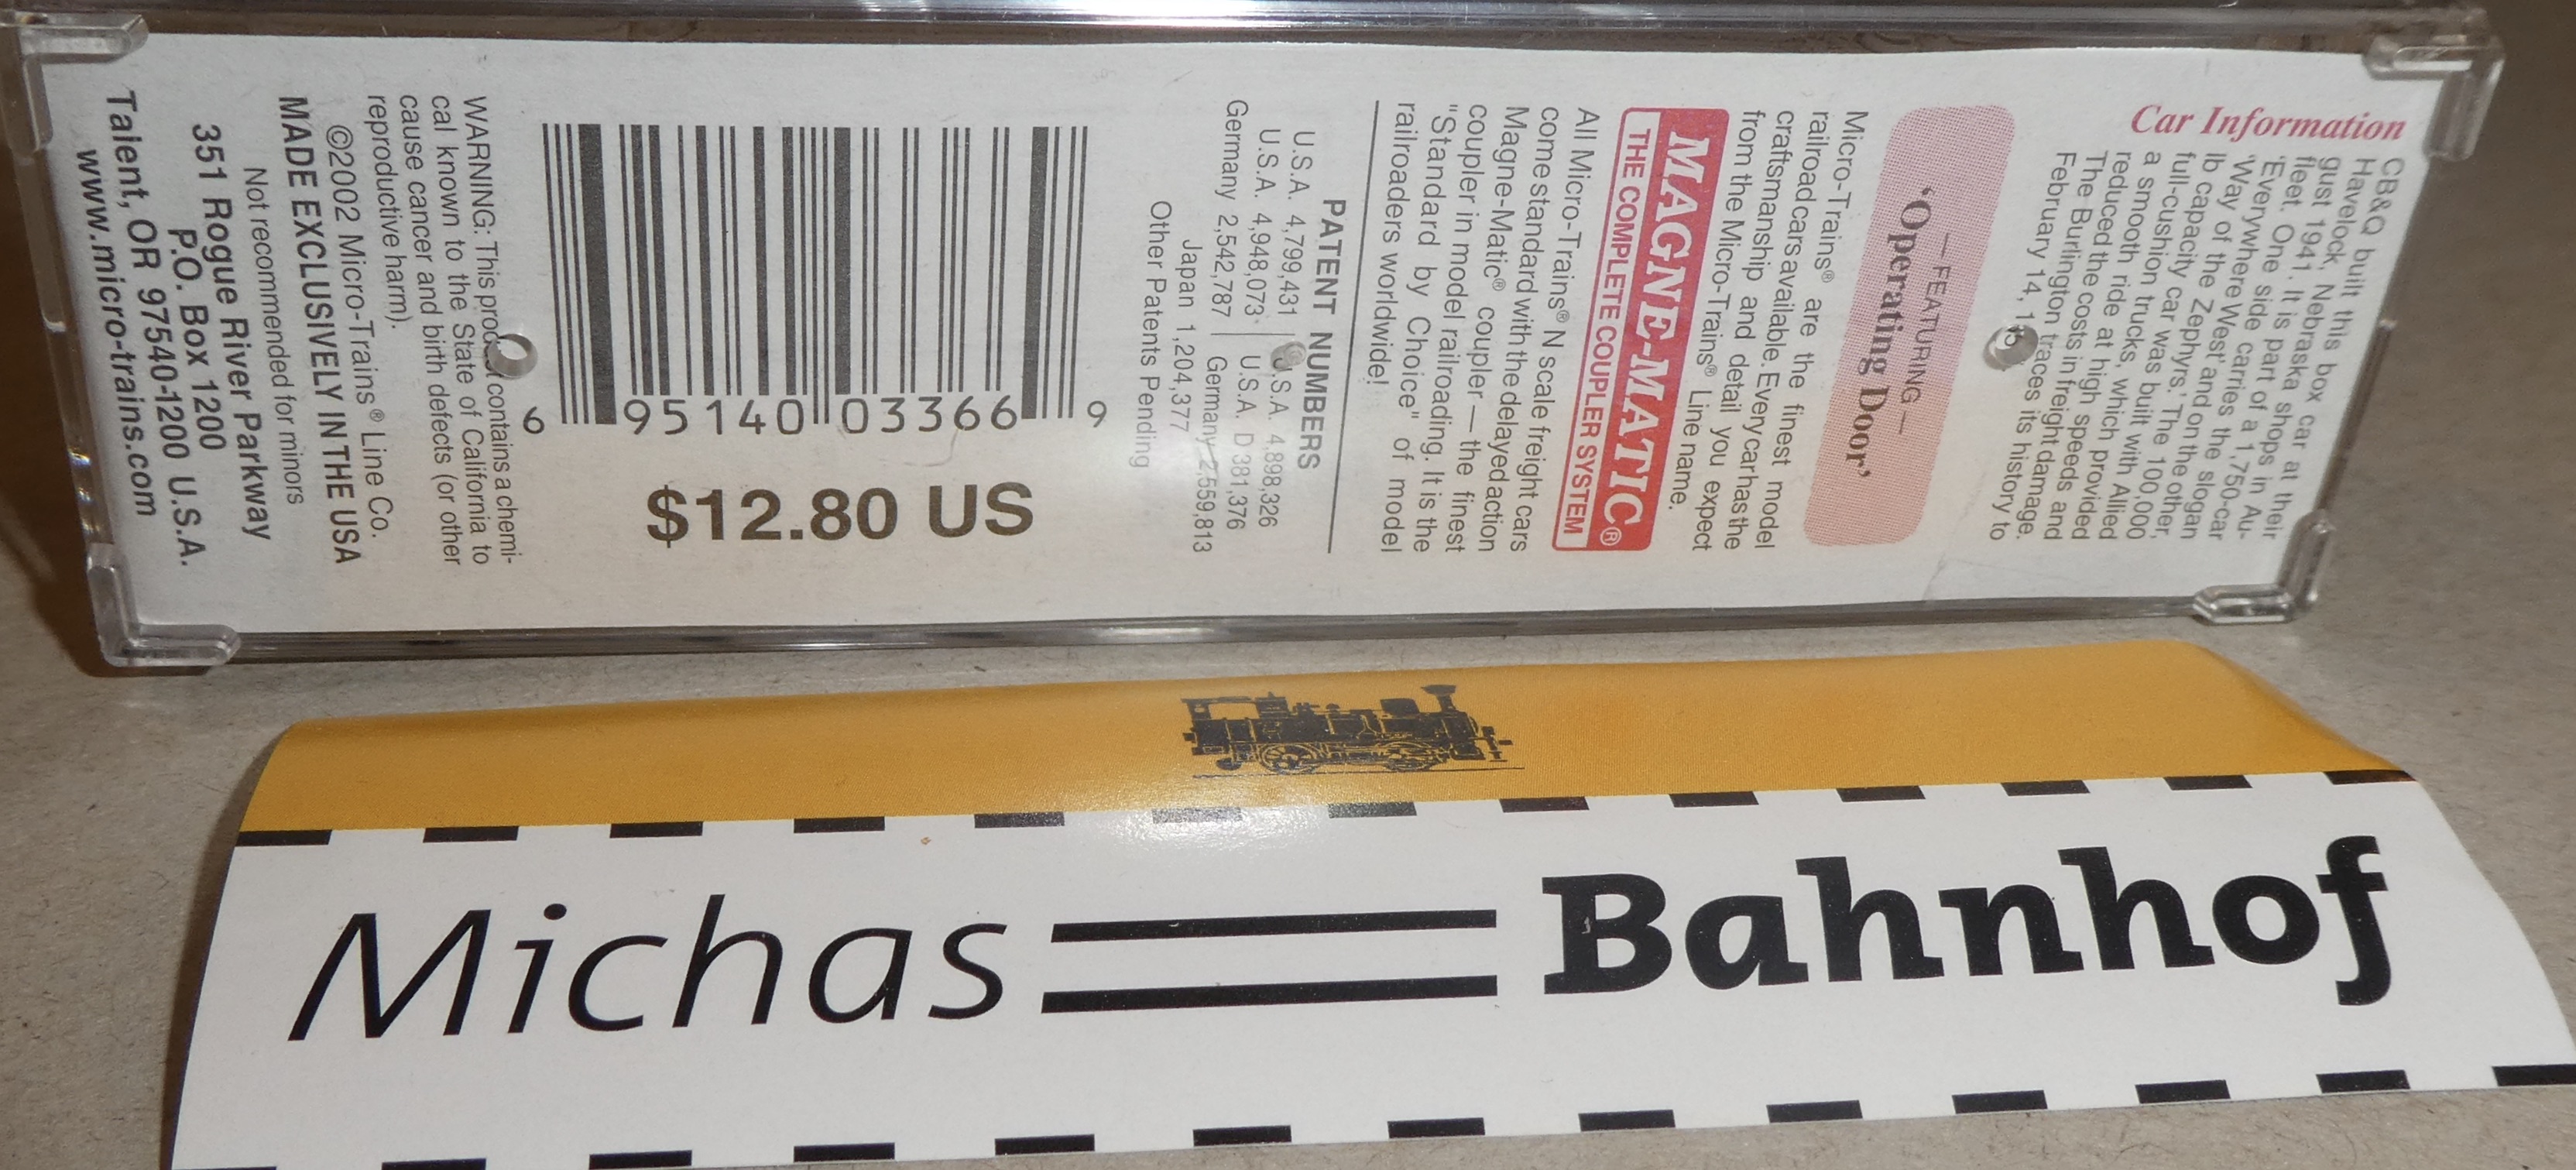 Car Information
CB&Q built this box car at their
Havelock, Nebraska shops in Au-
gust 1941. It is part of a 1,750-car
fleet. One side carries the slogan
'Everywhere West' and on the other,
'Way of the Zephyrs.' The 100,000
lb capacity car was built with Allied
full-cushion trucks, which provided
a smooth ride at high speeds and
reduced the costs in freight damage.
The Burlington traces its history to
February 14,
— FEATURING —
'Operating Door'
Micro-Trains® are the finest model
railroad cars available. Every car has the
craftsmanship and detail you expect
from the Micro-Trains® Line name.
MAGNE-MATIC®
THE COMPLETE COUPLER SYSTEM
All Micro-Trains® N scale freight cars
come standard with the delayed action
Magne-Matic® coupler — the finest
coupler in model railroading. It is the
"Standard by Choice" of model
railroaders worldwide!
PATENT NUMBERS
U.S.A. 4,799,431 | U.S.A. 4,898,326
U.S.A. 4,948,073 | U.S.A. D381,376
Germany 2,542,787 | Germany 2,559,813
Japan 1,204,377
Other Patents Pending
6 95140 03366 9
$12.80 US
WARNING: This product contains a chemi-
cal known to the State of California to
cause cancer and birth defects (or other
reproductive harm).
©2002 Micro-Trains® Line Co.
MADE EXCLUSIVELY IN THE USA
Not recommended for minors
351 Rogue River Parkway
P.O. Box 1200
Talent, OR 97540-1200 U.S.A.
www.micro-trains.com
Michas Bahnhof